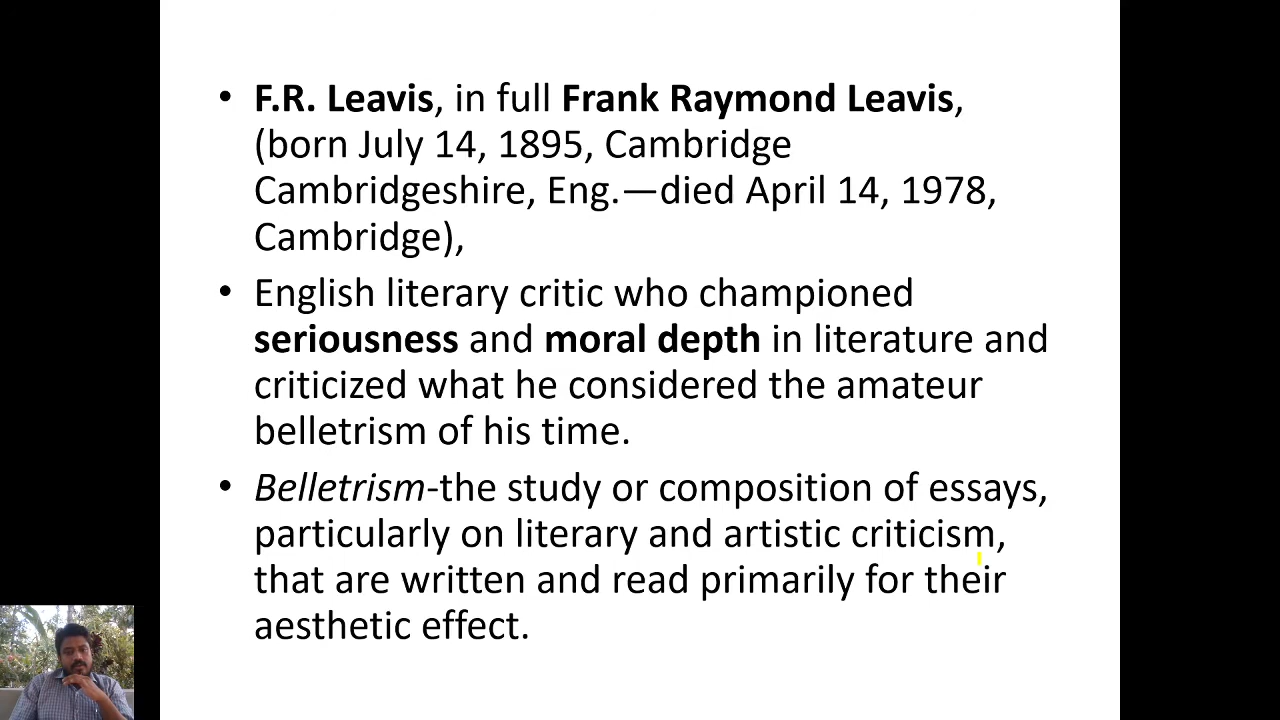 • F.R. Leavis, in full Frank Raymond Leavis,
(born July 14, 1895, Cambridge
Cambridgeshire, Eng.—died April 14, 1978,
Cambridge),
• English literary critic who championed
seriousness and moral depth in literature and
criticized what he considered the amateur
belletrism of his time.
• Belletrism-the study or composition of essays,
particularly on literary and artistic criticism,
that are written and read primarily for their
aesthetic effect.